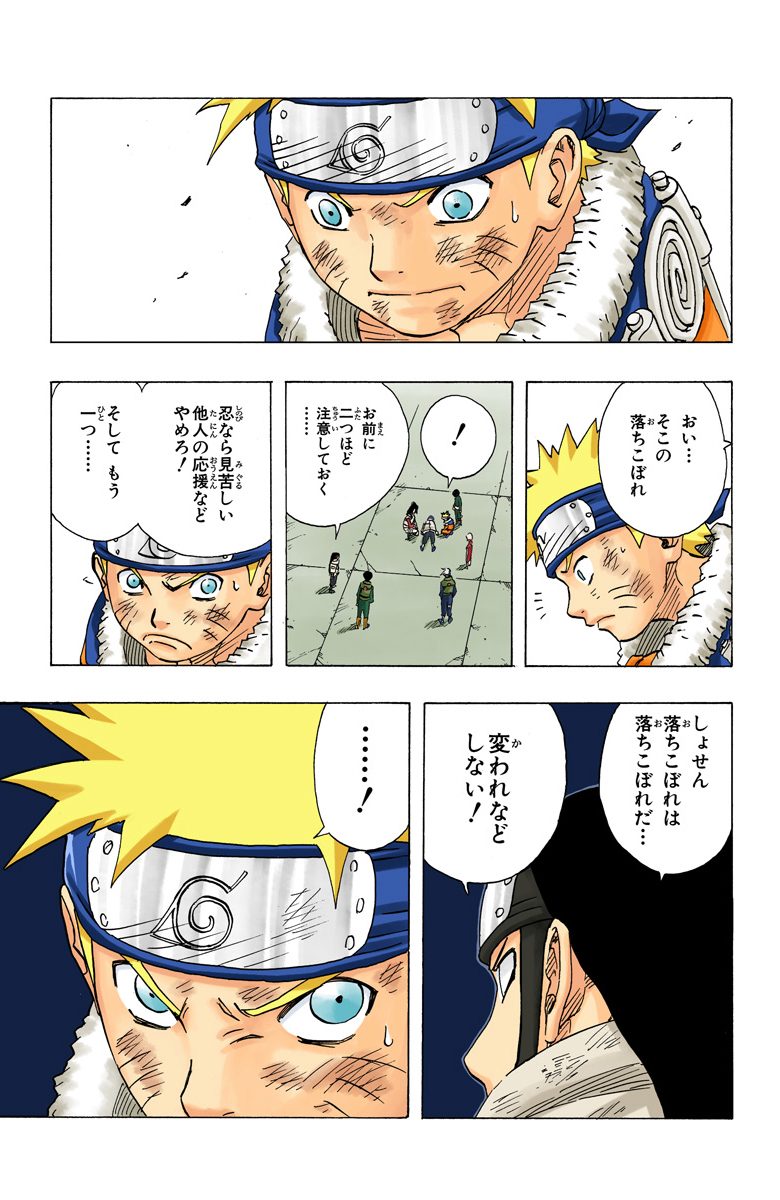 おい…
そこの
落ちこぼれ
！
お前に
二つほど
注意しておく
……
忍なら見苦しい
他人の応援など
やめろ！
そして もう
一つ……
しょせん
落ちこぼれは
落ちこぼれだ…
変われなど
しない！
……！